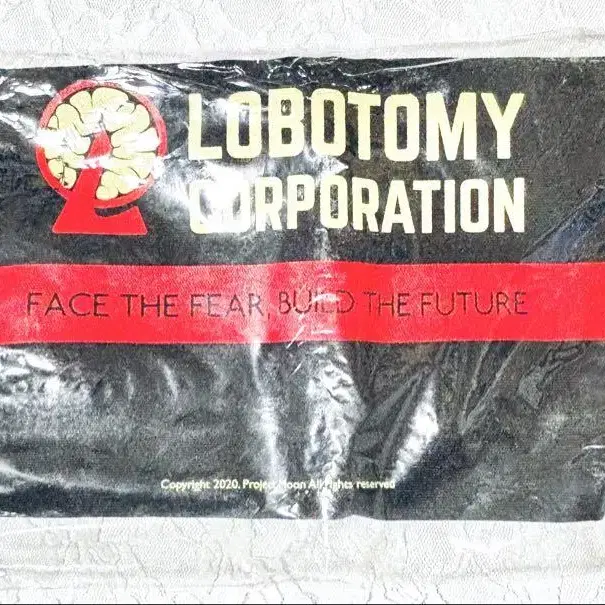 LOBOTOMY
CORPORATION
FACE THE FEAR, BUILD THE FUTURE
Copyright 2020. Project Moon All rights reserved